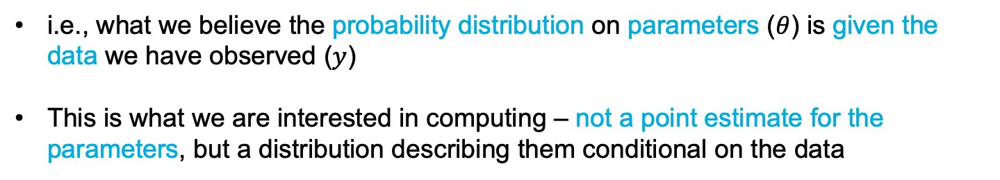 • i.e., what we believe the probability distribution on parameters (θ) is given the
data we have observed (y)
• This is what we are interested in computing – not a point estimate for the
parameters, but a distribution describing them conditional on the data